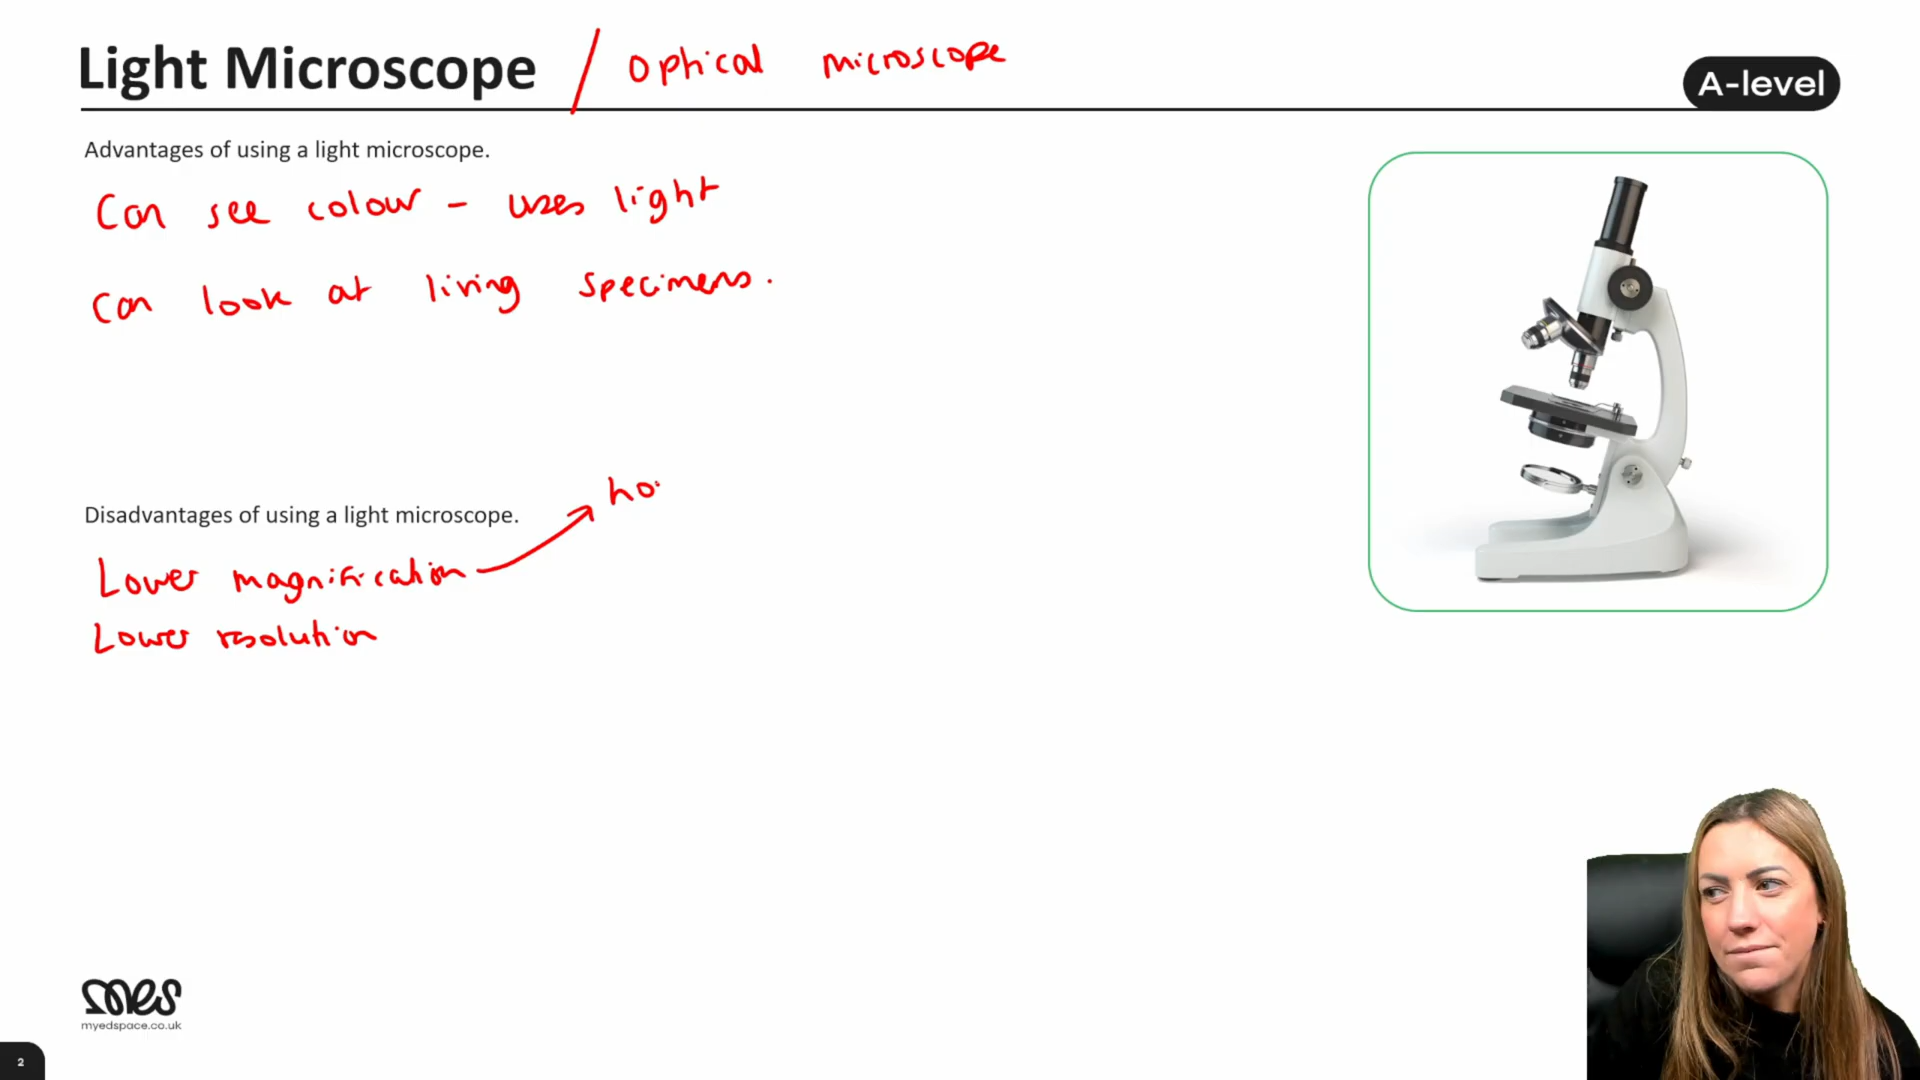 Light Microscope / optical microscope
A-level
Advantages of using a light microscope.
Can see colour - uses light
Can look at living specimens.
ho
Disadvantages of using a light microscope.
Lower magnification
Lower resolution
mes
myedspace.co.uk
2